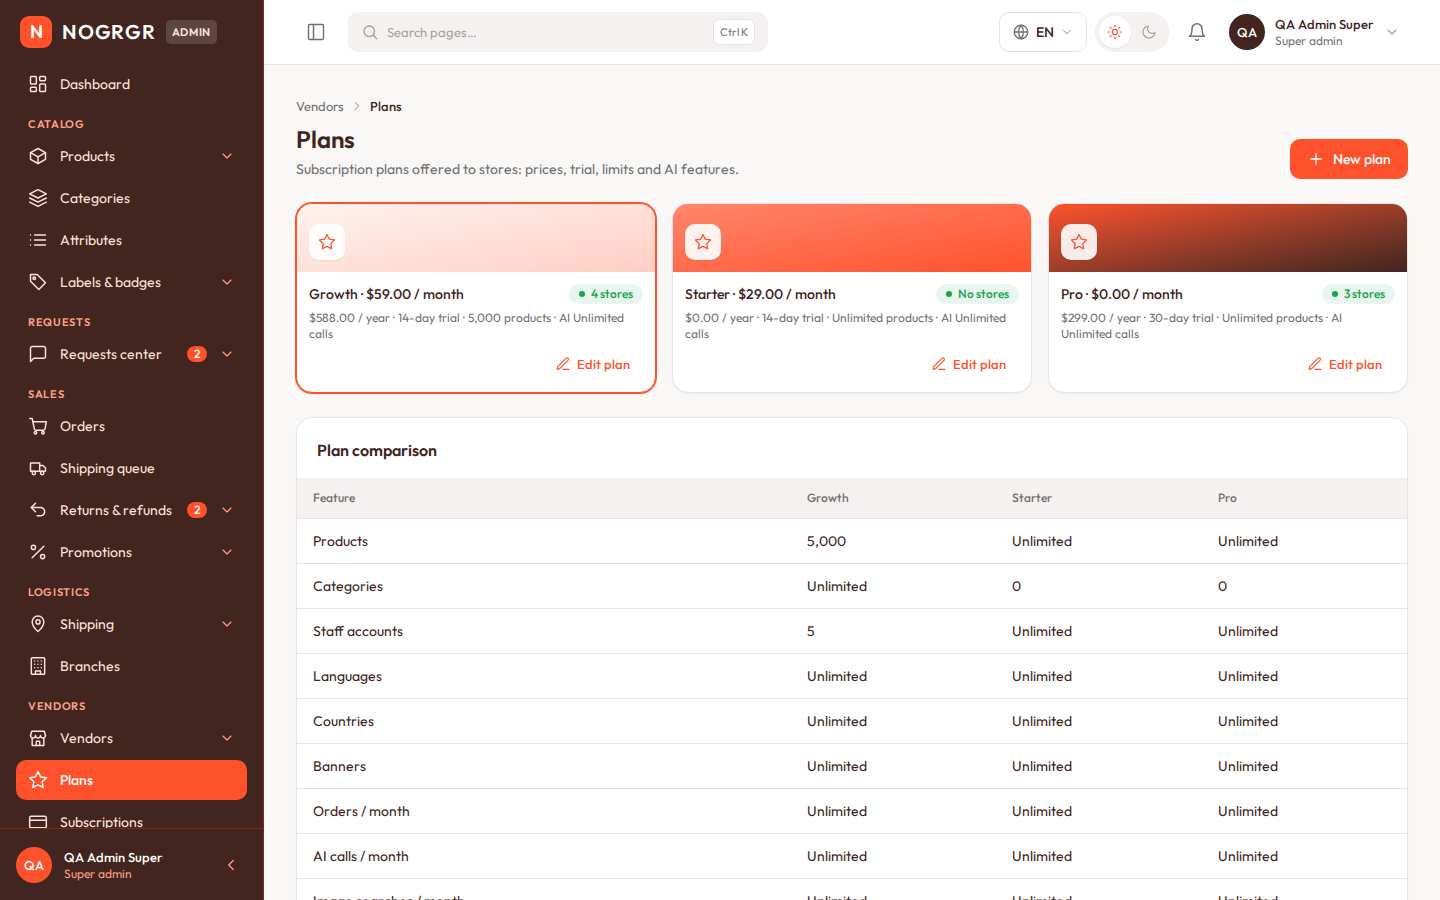 N NOGRGR ADMIN
Search pages...
Ctrl K
EN
QA
QA Admin Super
Super admin
Dashboard
CATALOG
Products
Categories
Attributes
Labels & badges
REQUESTS
Requests center 2
SALES
Orders
Shipping queue
Returns & refunds 2
Promotions
LOGISTICS
Shipping
Branches
VENDORS
Vendors
Plans
Subscriptions
QA
QA Admin Super
Super admin
Vendors > Plans
Plans
Subscription plans offered to stores: prices, trial, limits and AI features.
New plan
Growth · $59.00 / month
4 stores
$588.00 / year · 14-day trial · 5,000 products · AI Unlimited
calls
Edit plan
Starter · $29.00 / month
No stores
$0.00 / year · 14-day trial · Unlimited products · AI Unlimited
calls
Edit plan
Pro · $0.00 / month
3 stores
$299.00 / year · 30-day trial · Unlimited products · AI
Unlimited calls
Edit plan
Plan comparison
Feature Growth Starter Pro
Products 5,000 Unlimited Unlimited
Categories Unlimited 0 0
Staff accounts 5 Unlimited Unlimited
Languages Unlimited Unlimited Unlimited
Countries Unlimited Unlimited Unlimited
Banners Unlimited Unlimited Unlimited
Orders / month Unlimited Unlimited Unlimited
AI calls / month Unlimited Unlimited Unlimited
Image searches / month Unlimited Unlimited Unlimited